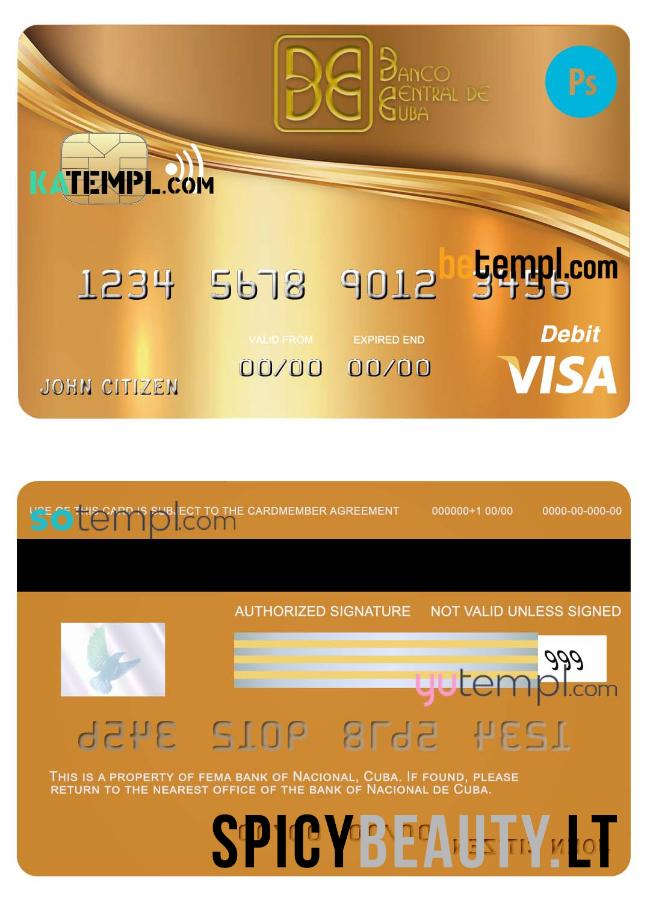 BANCO
CENTRAL DE
CUBA
Ps
KATEMPL.COM
betempl.com
1234 5678 9012 3456
VALID FROM EXPIRED END
00/00 00/00
JOHN CITIZEN
Debit
VISA
USE OF THIS CARD IS SUBJECT TO THE CARDMEMBER AGREEMENT 000000+1 00/00 0000-00-000-00
sotempl.com
AUTHORIZED SIGNATURE NOT VALID UNLESS SIGNED
999
yutempl.com
THIS IS A PROPERTY OF FEMA BANK OF NACIONAL, CUBA. IF FOUND, PLEASE
RETURN TO THE NEAREST OFFICE OF THE BANK OF NACIONAL DE CUBA.
SPICYBEAUTY.LT